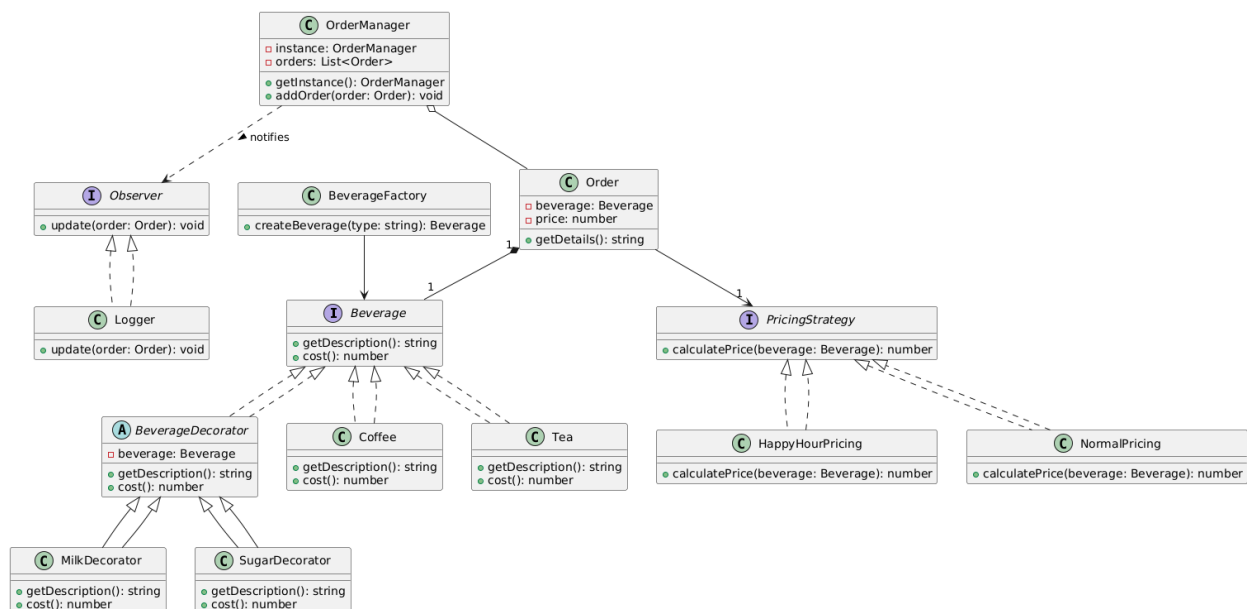 C OrderManager
instance: OrderManager
orders: List<Order>
getInstance(): OrderManager
addOrder(order: Order): void
notifies
I Observer
update(order: Order): void
C BeverageFactory
createBeverage(type: string): Beverage
C Order
beverage: Beverage
price: number
getDetails(): string
1
1
1
C Logger
update(order: Order): void
I Beverage
getDescription(): string
cost(): number
I PricingStrategy
calculatePrice(beverage: Beverage): number
A BeverageDecorator
beverage: Beverage
getDescription(): string
cost(): number
C Coffee
getDescription(): string
cost(): number
C Tea
getDescription(): string
cost(): number
C HappyHourPricing
calculatePrice(beverage: Beverage): number
C NormalPricing
calculatePrice(beverage: Beverage): number
C MilkDecorator
getDescription(): string
cost(): number
C SugarDecorator
getDescription(): string
cost(): number